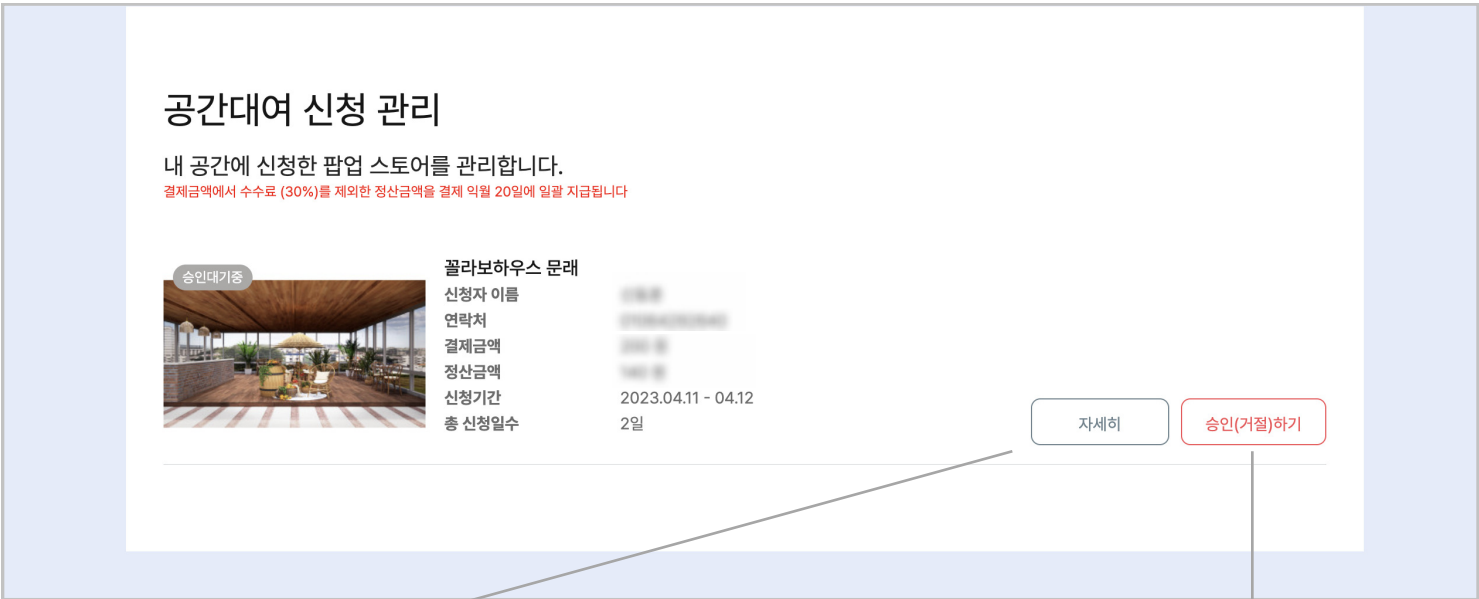 공간대여 신청 관리
내 공간에 신청한 팝업 스토어를 관리합니다.
결제금액에서 수수료 (30%)를 제외한 정산금액을 결제 익월 20일에 일괄 지급됩니다
승인대기중
꼴라보하우스 문래
신청자 이름
연락처
결제금액
정산금액
신청기간 2023.04.11 - 04.12
총 신청일수 2일
자세히 승인(거절)하기